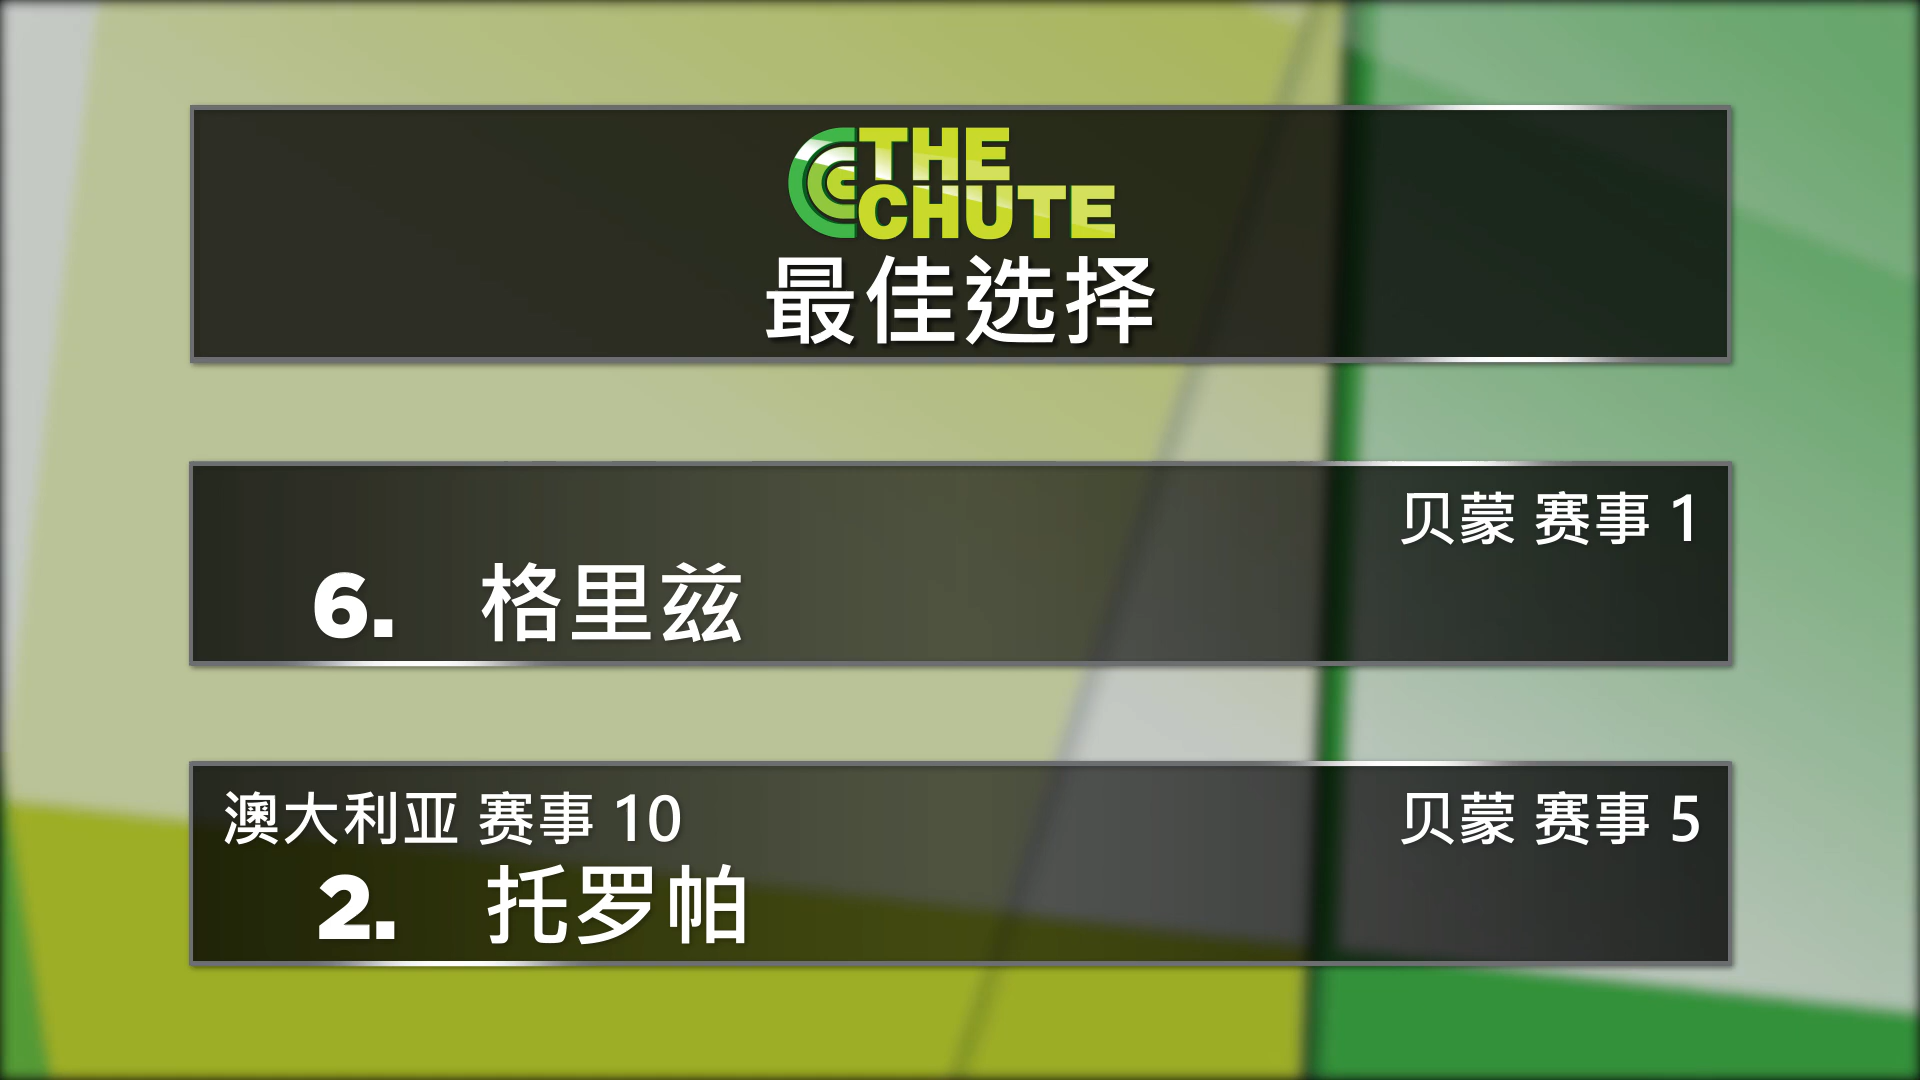 THE
CHUTE
最佳选择
贝蒙 赛事 1
6. 格里兹
澳大利亚 赛事 10 贝蒙 赛事 5
2. 托罗帕